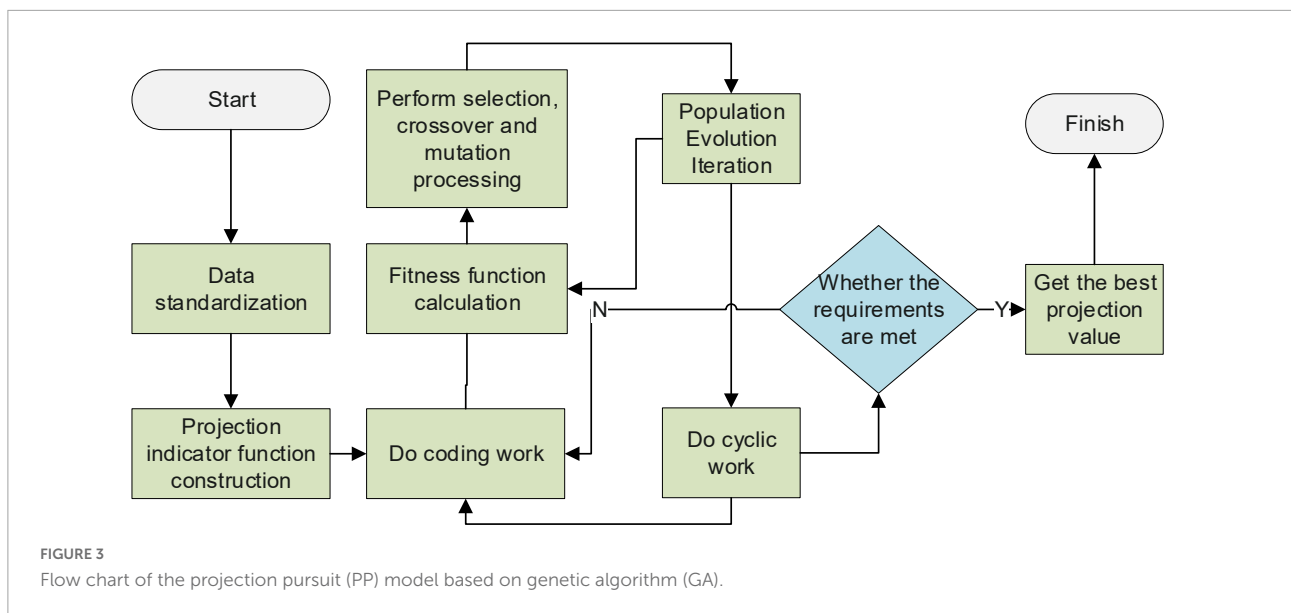 Start
Data
standardization
Projection
indicator function
construction
Do coding work
Fitness function
calculation
Perform selection,
crossover and
mutation
processing
Population
Evolution
Iteration
Do cyclic
work
Whether the
requirements
are met
N
Y
Get the best
projection
value
Finish
FIGURE 3
Flow chart of the projection pursuit (PP) model based on genetic algorithm (GA).